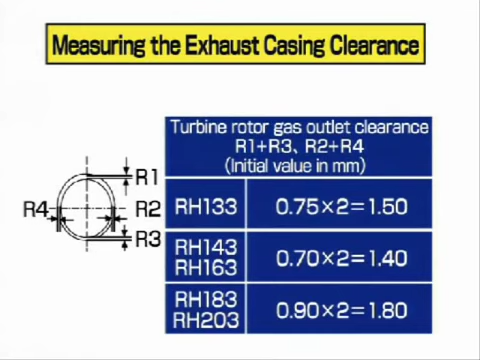 Measuring the Exhaust Casing Clearance
Turbine rotor gas outlet clearance
R1+R3、R2+R4
(Initial value in mm)
R1
R4
R2
R3
RH133
0.75×2=1.50
RH143
RH163
0.70×2=1.40
RH183
RH203
0.90×2=1.80